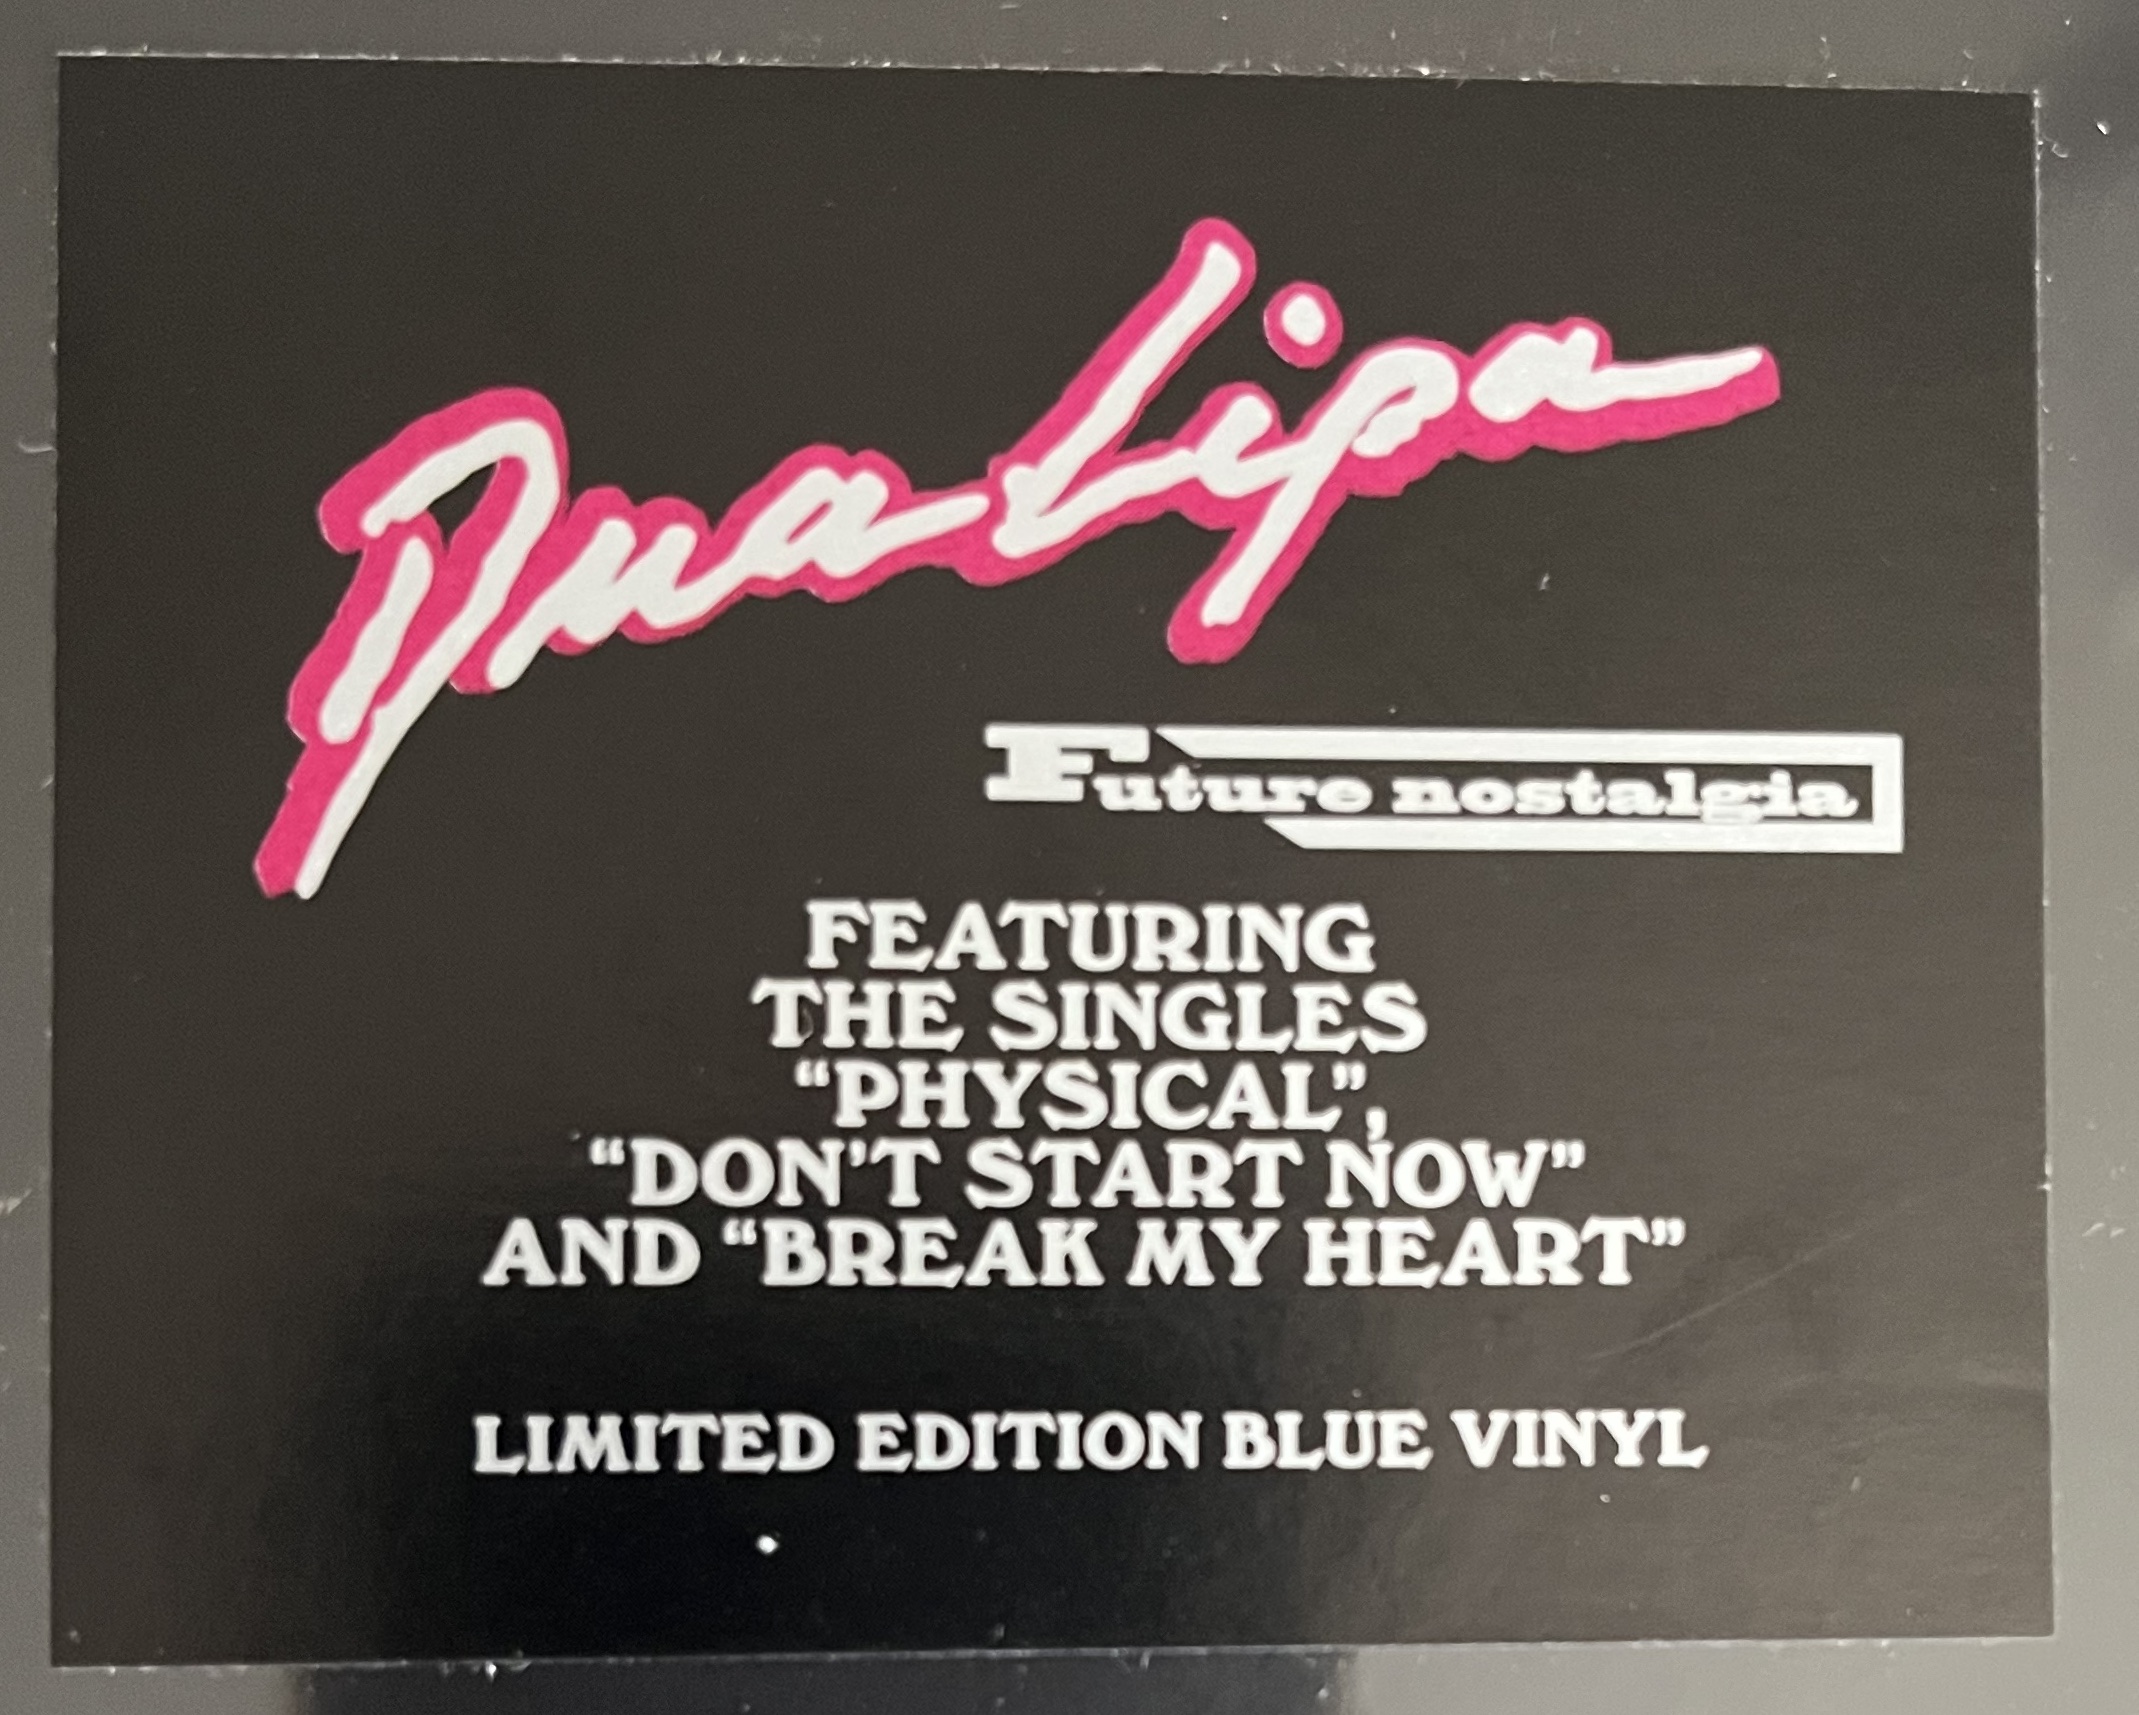 Dua Lipa
Future nostalgia
FEATURING
THE SINGLES
“PHYSICAL”,
“DON'T START NOW”
AND “BREAK MY HEART”
LIMITED EDITION BLUE VINYL